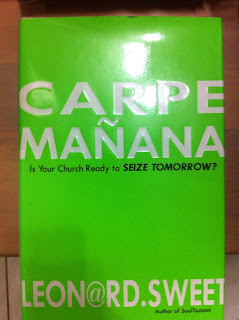 CARPE
MAÑANA
Is Your Church Ready to SEIZE TOMORROW?
LEON@RD.SWEET
Author of SoulTsunami